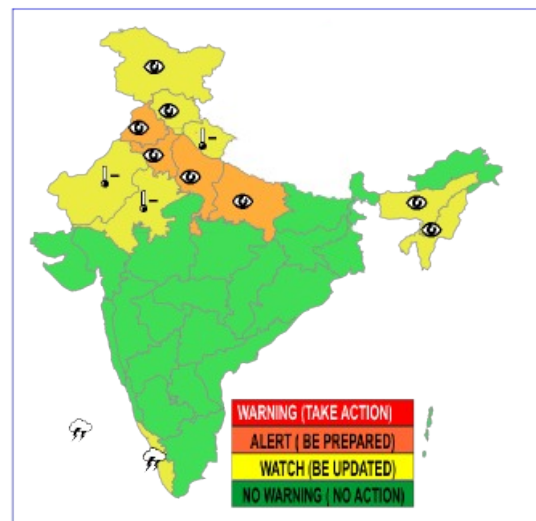 WARNING (TAKE ACTION)
ALERT ( BE PREPARED)
WATCH (BE UPDATED)
NO WARNING ( NO ACTION)